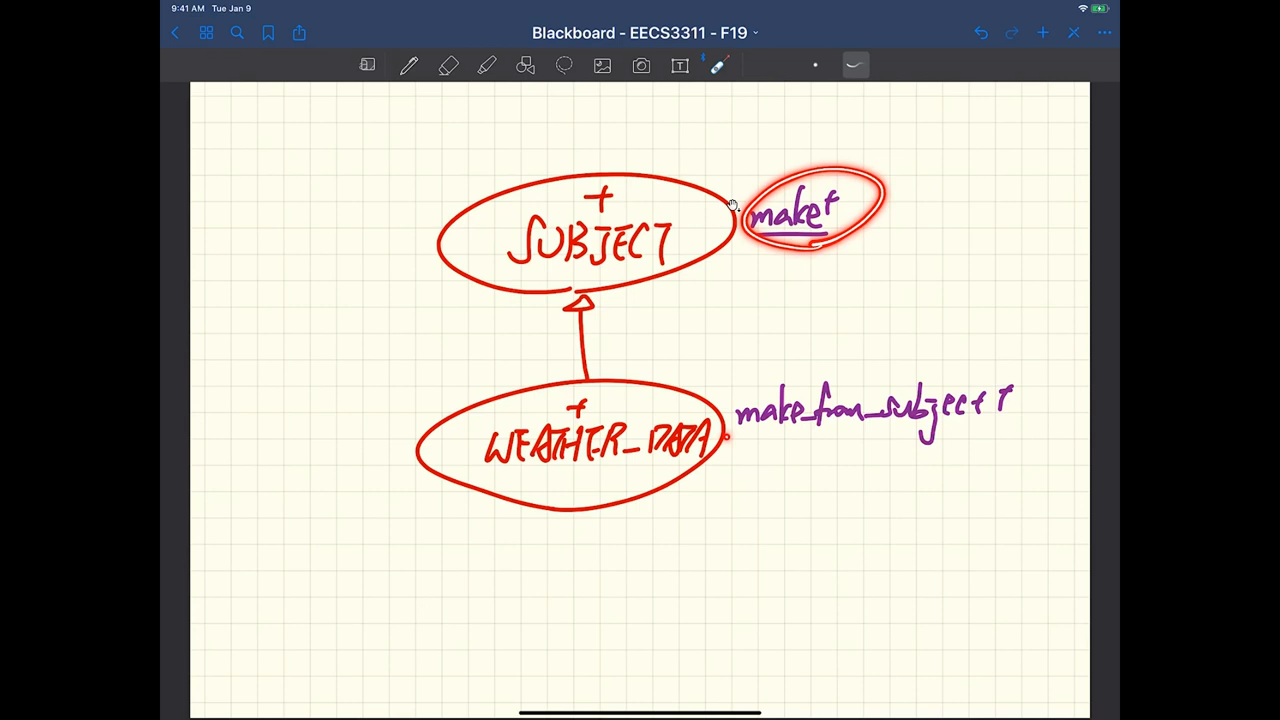 9:41 AM Tue Jan 9
Blackboard - EECS3311 - F19
T
+
SUBJECT
make+
+
WEATHER_DATA
make_from_subject +